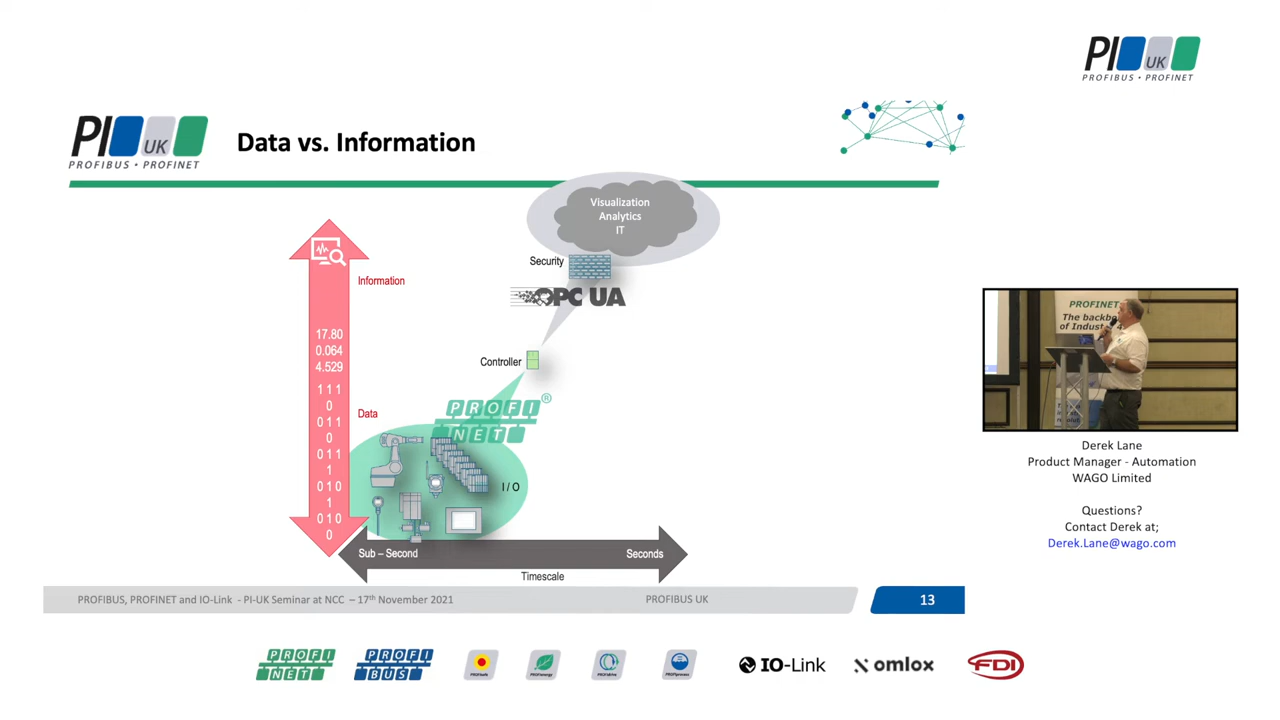 PI UK
PROFIBUS • PROFINET
PI UK
PROFIBUS • PROFINET
Data vs. Information
Visualization
Analytics
IT
Security
OPC UA
Information
17.80
0.064
4.529
Controller
1 1 1
0
0 1 1
0
0 1 1
1
0 1 0
1
0 1 0
0
Data
PROFI
NET®
I / O
Sub – Second
Seconds
Timescale
PROFINET
The backb
of Indust 4
Derek Lane
Product Manager - Automation
WAGO Limited
Questions?
Contact Derek at;
Derek.Lane@wago.com
PROFIBUS, PROFINET and IO-Link - PI-UK Seminar at NCC – 17th November 2021
PROFIBUS UK
13
PROFI
NET
PROFI
BUS
PROFIsafe
PROFIenergy
PROFIdrive
PROFIprocess
IO-Link
omlox
FDI